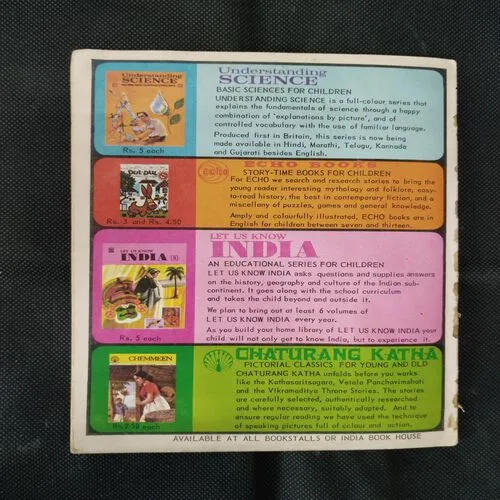 Understanding
SCIENCE
Rs. 5 each
Understanding
SCIENCE
BASIC SCIENCES FOR CHILDREN
UNDERSTANDING SCIENCE is a full-colour series that
explains the fundamentals of science through a happy
combination of 'explanations by picture', and of
controlled vocabulary with the use of familiar language.
Produced first in Britain, this series is now being
made available in Hindi, Marathi, Telugu, Kannada
and Gujarati besides English.
Rs. 3 and Rs. 4.50
echo
ECHO BOOKS
STORY-TIME BOOKS FOR CHILDREN
For ECHO we search and research stories to bring the
young reader interesting mythology and folklore, easy-
to-read history, the best in contemporary fiction, and a
miscellany of puzzles, games and general knowledge.
Amply and colourfully illustrated, ECHO books are in
English for children between seven and thirteen.
LET US KNOW
INDIA (8)
Rs. 5 each
LET US KNOW
INDIA
AN EDUCATIONAL SERIES FOR CHILDREN
LET US KNOW INDIA asks questions and supplies answers
on the history, geography and culture of the Indian sub-
continent. It goes along with the school curriculum
and takes the child beyond and outside it.
We plan to bring out at least 6 volumes of
LET US KNOW INDIA every year.
As you build your home library of LET US KNOW INDIA your
child will not only get to know India, but to experience it.
CHEMMEEN
Rs. 2.50 each
CHATURANG KATHA
PICTORIAL CLASSICS FOR YOUNG AND OLD
CHATURANG KATHA unfolds before you works
like the Kathasaritsagara, Vetala Panchavimshati
and the Vikramaditya Throne Stories. The stories
are carefully selected, authentically researched
and where necessary, suitably adapted. And to
ensure regular reading we have used the technique
of speaking pictures full of colour and action.
AVAILABLE AT ALL BOOKSTALLS OR INDIA BOOK HOUSE